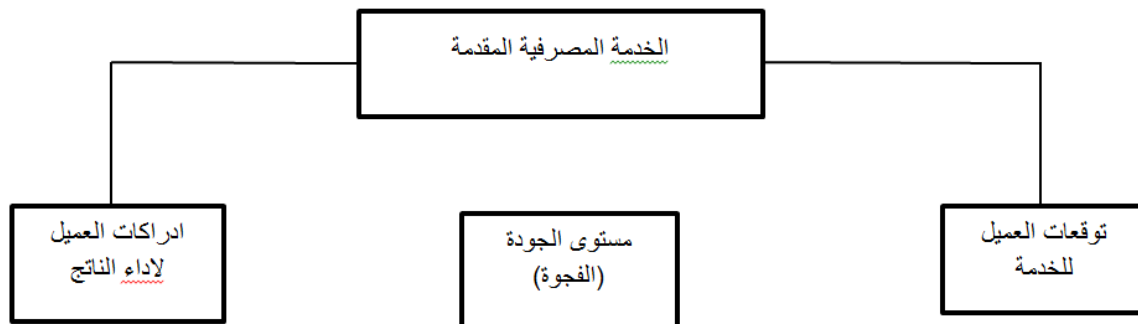 الخدمة المصرفية المقدمة
توقعات العميل
للخدمة
مستوى الجودة
(الفجوة)
ادراكات العميل
لاداء الناتج